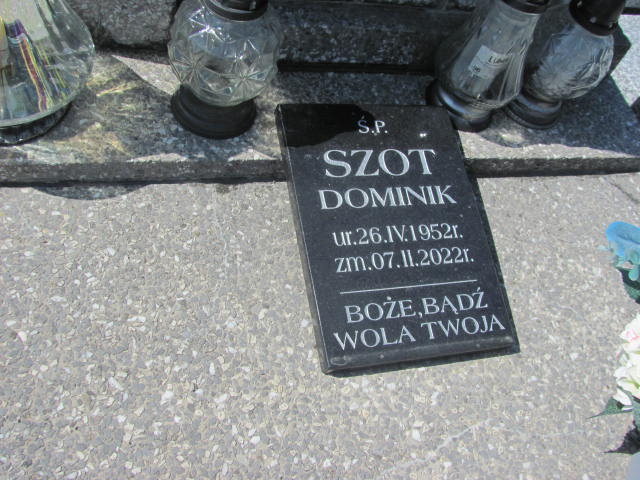 Ś.P.
SZOT
DOMINIK
ur.26.IV.1952r.
zm.07.II.2022r.
BOŻE, BĄDŹ
WOLA TWOJA